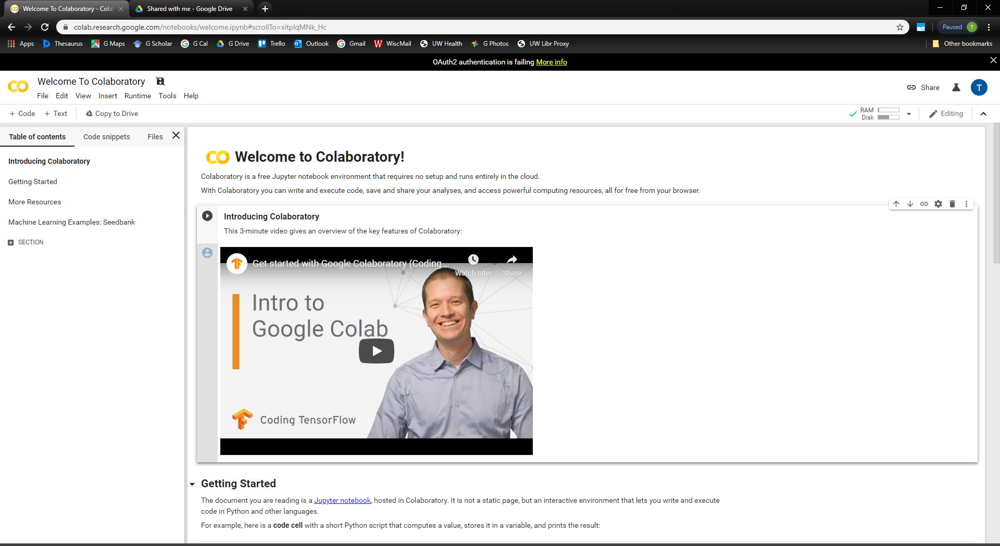 Welcome To Colaboratory - Cola
Shared with me - Google Drive
colab.research.google.com/notebooks/welcome.ipynb#scrollTo=xitplqMNk_Hc
Paused T
Apps Thesaurus G Maps G Scholar G Cal G Drive Trello Outlook Gmail WiscMail UW Health G Photos UW Libr Proxy Other bookmarks
OAuth2 authentication is failing More info
Welcome To Colaboratory
File Edit View Insert Runtime Tools Help
Share
T
+ Code + Text Copy to Drive
RAM
Disk
Editing
Table of contents Code snippets Files
Introducing Colaboratory
Getting Started
More Resources
Machine Learning Examples: Seedbank
SECTION
CO Welcome to Colaboratory!
Colaboratory is a free Jupyter notebook environment that requires no setup and runs entirely in the cloud.
With Colaboratory you can write and execute code, save and share your analyses, and access powerful computing resources, all for free from your browser.
Introducing Colaboratory
This 3-minute video gives an overview of the key features of Colaboratory:
Get started with Google Colaboratory (Coding...
Watch later Share
Intro to
Google Colab
Coding TensorFlow
Getting Started
The document you are reading is a Jupyter notebook, hosted in Colaboratory. It is not a static page, but an interactive environment that lets you write and execute
code in Python and other languages.
For example, here is a code cell with a short Python script that computes a value, stores it in a variable, and prints the result: